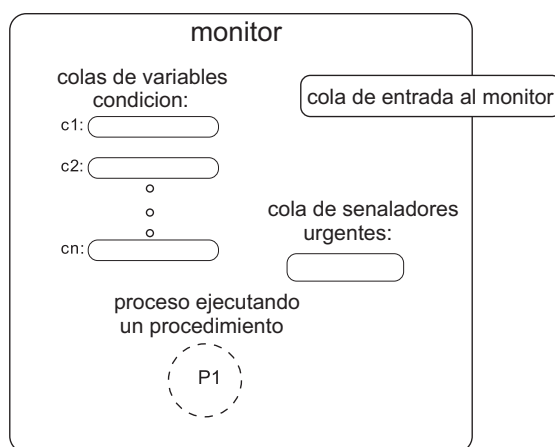 monitor
colas de variables
condicion:
cola de entrada al monitor
c1:
c2:
cola de senaladores
urgentes:
cn:
proceso ejecutando
un procedimiento
P1